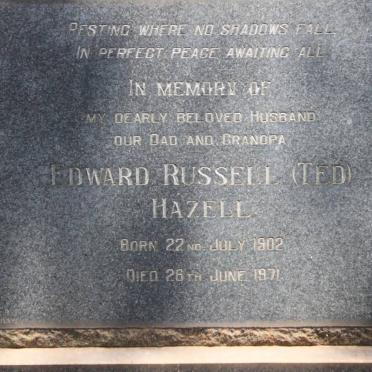 RESTING WHERE NO SHADOWS FALL
IN PERFECT PEACE AWAITING ALL
IN MEMORY OF
MY DEARLY BELOVED HUSBAND
OUR DAD AND GRANDPA
EDWARD RUSSELL (TED)
HAZELL
BORN 22ND JULY 1902
DIED 28TH JUNE 1971